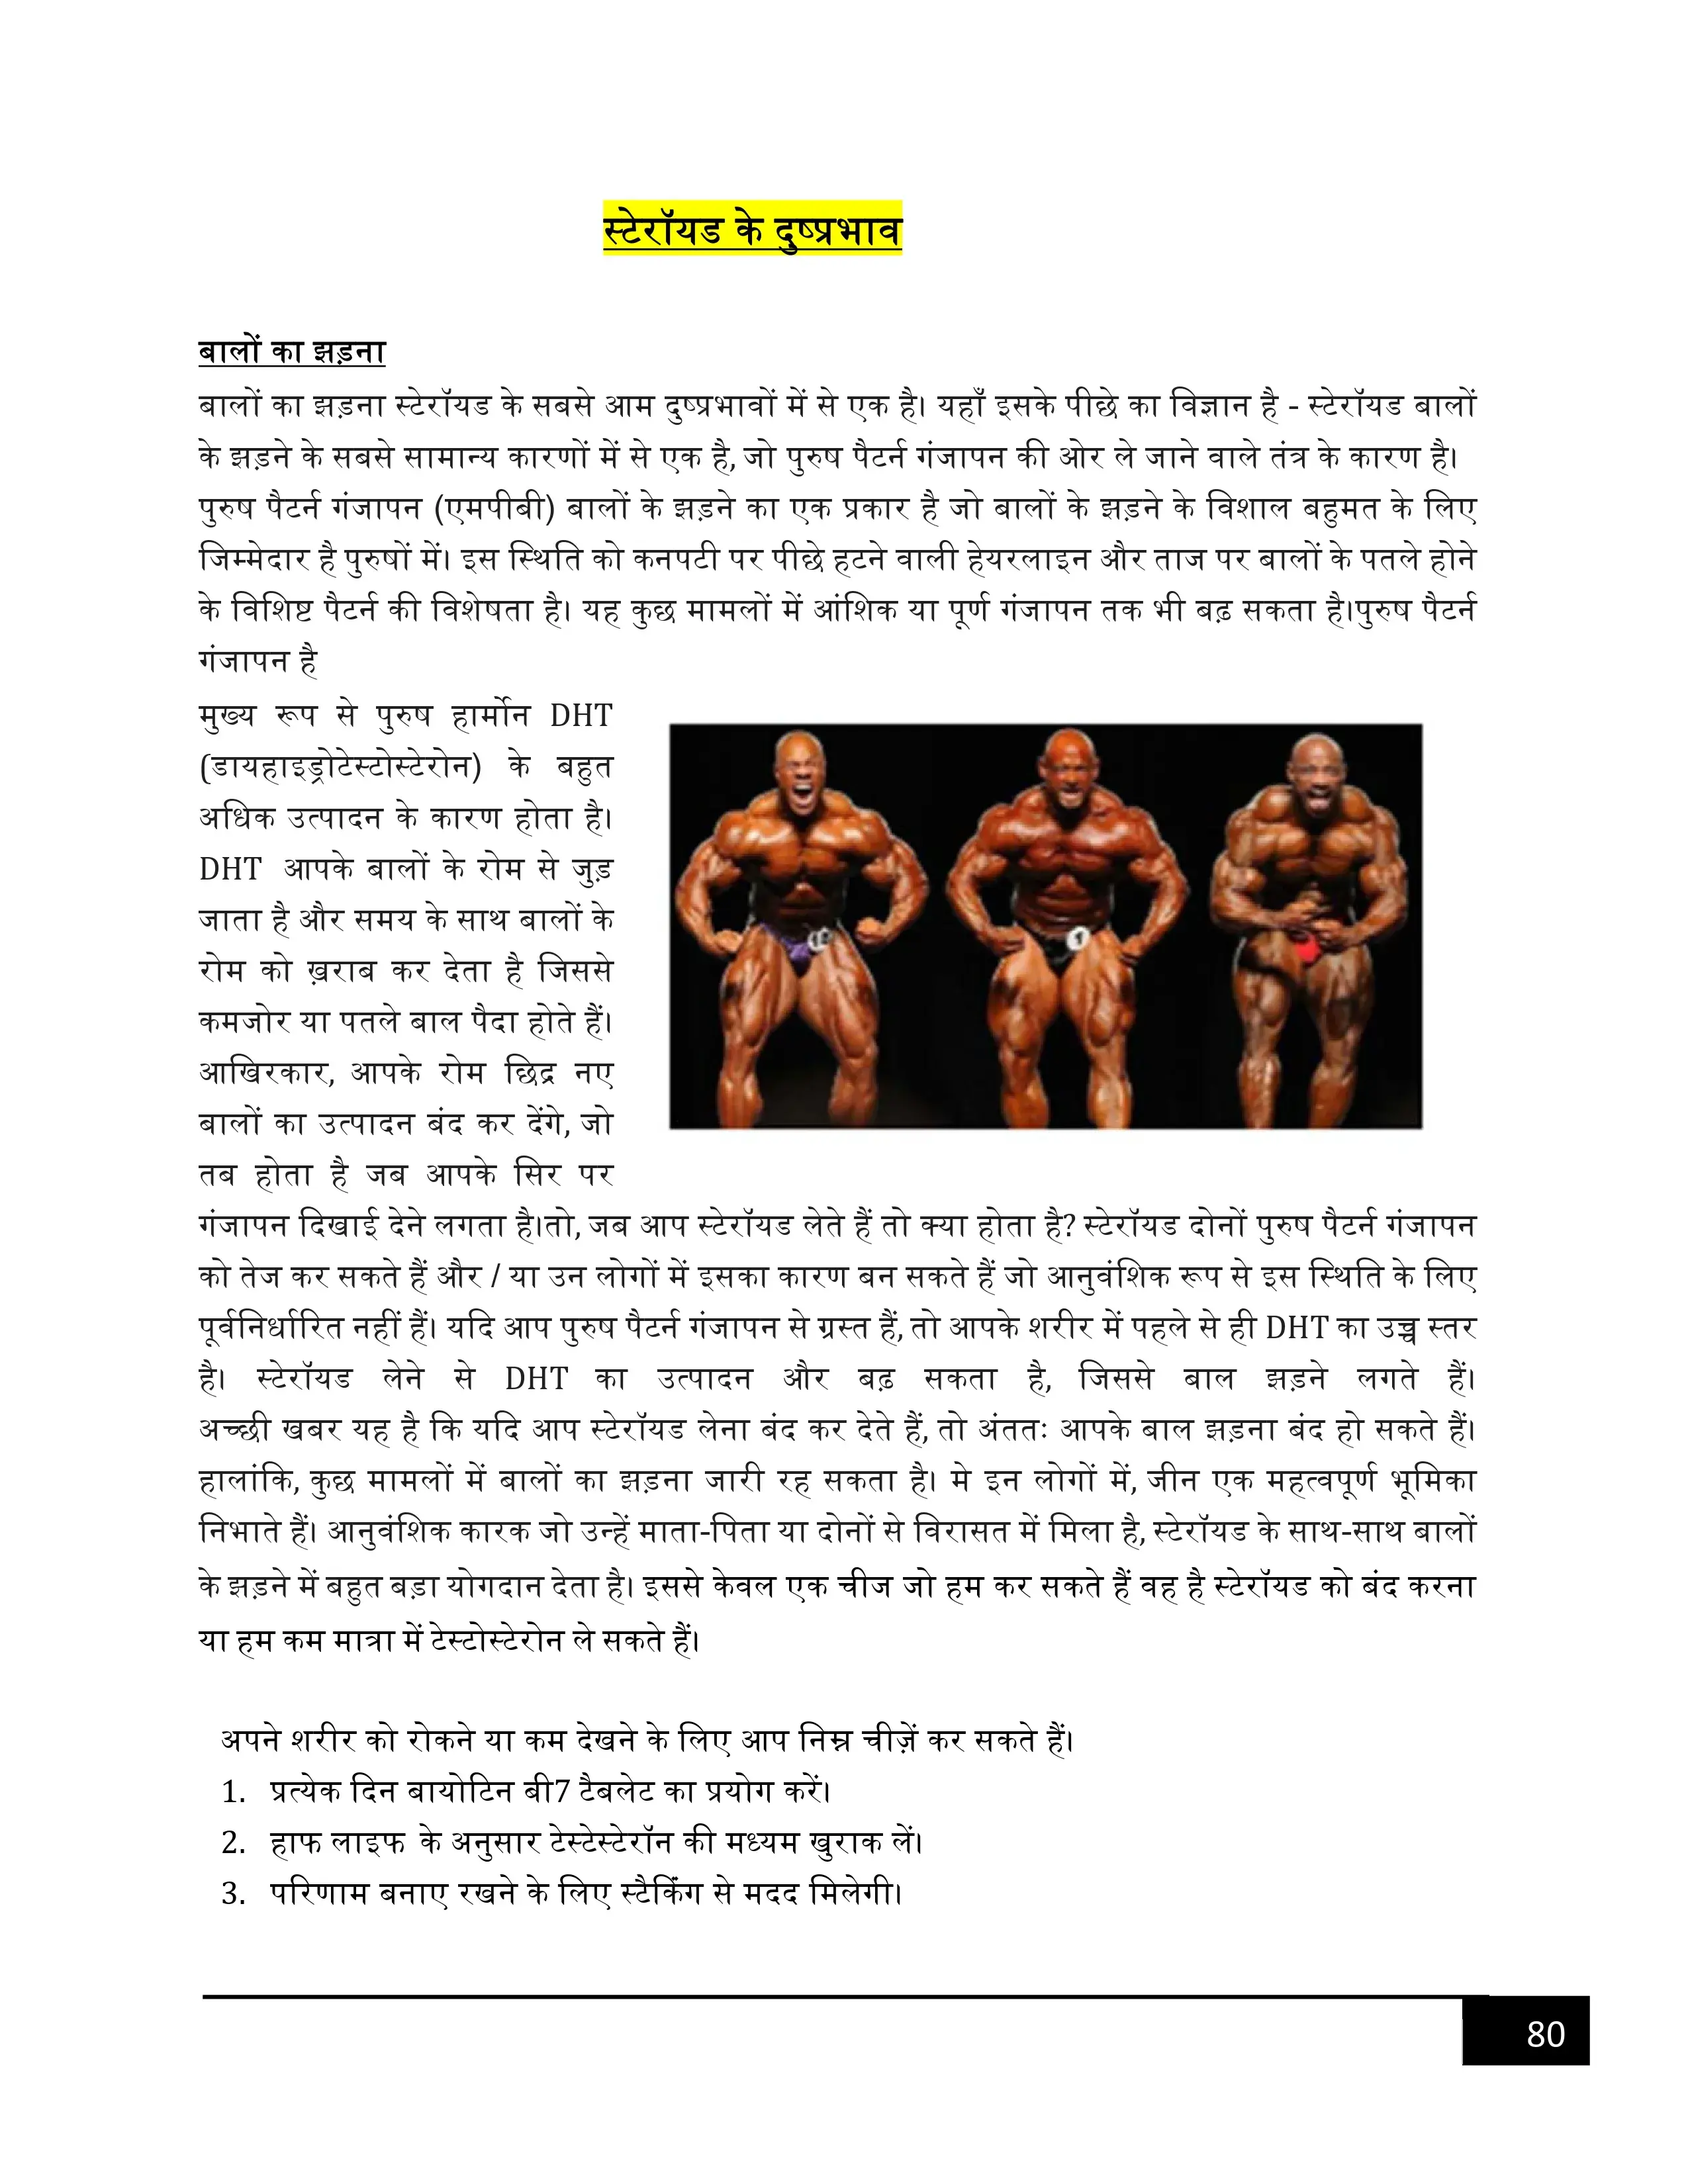 स्टेरॉयड के दुष्प्रभाव
बालों का झड़ना
बालों का झड़ना स्टेरॉयड के सबसे आम दुष्प्रभावों में से एक है। यहाँ इसके पीछे का विज्ञान है - स्टेरॉयड बालों
के झड़ने के सबसे सामान्य कारणों में से एक है, जो पुरुष पैटर्न गंजापन की ओर ले जाने वाले तंत्र के कारण है।
पुरुष पैटर्न गंजापन (एमपीबी) बालों के झड़ने का एक प्रकार है जो बालों के झड़ने के विशाल बहुमत के लिए
जिम्मेदार है पुरुषों में। इस स्थिति को कनपटी पर पीछे हटने वाली हेयरलाइन और ताज पर बालों के पतले होने
के विशिष्ट पैटर्न की विशेषता है। यह कुछ मामलों में आंशिक या पूर्ण गंजापन तक भी बढ़ सकता है।पुरुष पैटर्न
गंजापन है
मुख्य रूप से पुरुष हार्मोन DHT
(डायहाइड्रोटेस्टोस्टेरोन) के बहुत
अधिक उत्पादन के कारण होता है।
DHT आपके बालों के रोम से जुड़
जाता है और समय के साथ बालों के
रोम को ख़राब कर देता है जिससे
कमजोर या पतले बाल पैदा होते हैं।
आखिरकार, आपके रोम छिद्र नए
बालों का उत्पादन बंद कर देंगे, जो
तब होता है जब आपके सिर पर
12
1
गंजापन दिखाई देने लगता है।तो, जब आप स्टेरॉयड लेते हैं तो क्या होता है? स्टेरॉयड दोनों पुरुष पैटर्न गंजापन
को तेज कर सकते हैं और / या उन लोगों में इसका कारण बन सकते हैं जो आनुवंशिक रूप से इस स्थिति के लिए
पूर्वनिर्धारित नहीं हैं। यदि आप पुरुष पैटर्न गंजापन से ग्रस्त हैं, तो आपके शरीर में पहले से ही DHT का उच्च स्तर
है। स्टेरॉयड लेने से DHT का उत्पादन और बढ़ सकता है, जिससे बाल झड़ने लगते हैं।
अच्छी खबर यह है कि यदि आप स्टेरॉयड लेना बंद कर देते हैं, तो अंततः आपके बाल झड़ना बंद हो सकते हैं।
हालांकि, कुछ मामलों में बालों का झड़ना जारी रह सकता है। मे इन लोगों में, जीन एक महत्वपूर्ण भूमिका
निभाते हैं। आनुवंशिक कारक जो उन्हें माता-पिता या दोनों से विरासत में मिला है, स्टेरॉयड के साथ-साथ बालों
के झड़ने में बहुत बड़ा योगदान देता है। इससे केवल एक चीज जो हम कर सकते हैं वह है स्टेरॉयड को बंद करना
या हम कम मात्रा में टेस्टोस्टेरोन ले सकते हैं।
अपने शरीर को रोकने या कम देखने के लिए आप निम्न चीज़ें कर सकते हैं।
1. प्रत्येक दिन बायोटिन बी7 टैबलेट का प्रयोग करें।
2. हाफ लाइफ के अनुसार टेस्टेस्टेरॉन की मध्यम खुराक लें।
3. परिणाम बनाए रखने के लिए स्टैकिंग से मदद मिलेगी।
80